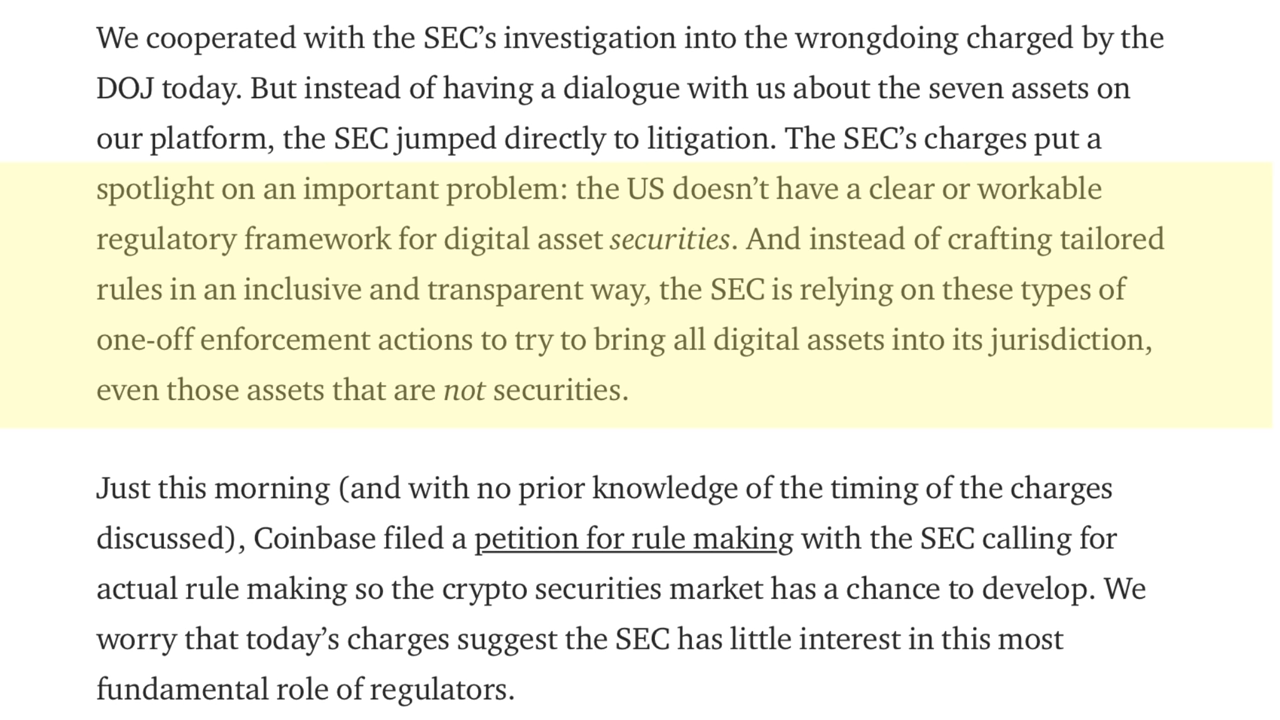 We cooperated with the SEC’s investigation into the wrongdoing charged by the
DOJ today. But instead of having a dialogue with us about the seven assets on
our platform, the SEC jumped directly to litigation. The SEC’s charges put a
spotlight on an important problem: the US doesn’t have a clear or workable
regulatory framework for digital asset securities. And instead of crafting tailored
rules in an inclusive and transparent way, the SEC is relying on these types of
one-off enforcement actions to try to bring all digital assets into its jurisdiction,
even those assets that are not securities.
Just this morning (and with no prior knowledge of the timing of the charges
discussed), Coinbase filed a petition for rule making with the SEC calling for
actual rule making so the crypto securities market has a chance to develop. We
worry that today’s charges suggest the SEC has little interest in this most
fundamental role of regulators.